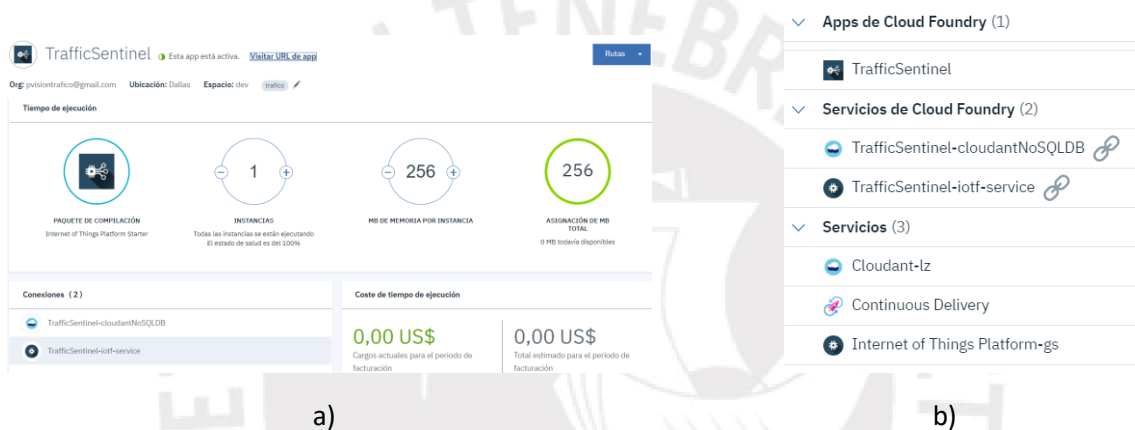 TrafficSentinel Esta app está activa. Visitar URL de app
Rutas
Org: pvisiontrafico@gmail.com Ubicación: Dallas Espacio: dev trafico
Tiempo de ejecución
1
256
256
PAQUETE DE COMPILACIÓN
Internet of Things Platform Starter
INSTANCIAS
Todas las instancias se están ejecutando
El estado de salud es del 100%
MB DE MEMORIA POR INSTANCIA
ASIGNACIÓN DE MB
TOTAL
0 MB todavía disponibles
Conexiones (2)
TrafficSentinel-cloudantNoSQLDB
TrafficSentinel-iotf-service
Coste de tiempo de ejecución
0,00 US$
Cargos actuales para el periodo de
facturación
0,00 US$
Total estimado para el periodo de
facturación
a)
Apps de Cloud Foundry (1)
TrafficSentinel
Servicios de Cloud Foundry (2)
TrafficSentinel-cloudantNoSQLDB
TrafficSentinel-iotf-service
Servicios (3)
Cloudant-lz
Continuous Delivery
Internet of Things Platform-gs
b)
TENEBR